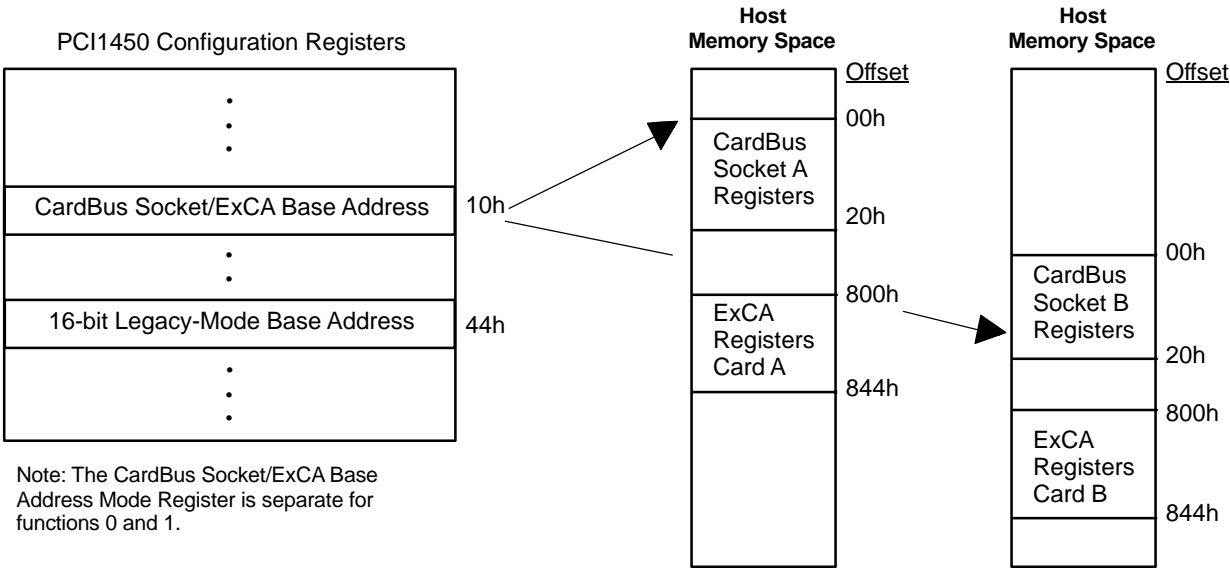 PCI1450 Configuration Registers
CardBus Socket/ExCA Base Address
10h
16-bit Legacy-Mode Base Address
44h
Note: The CardBus Socket/ExCA Base
Address Mode Register is separate for
functions 0 and 1.
Host
Memory Space
Offset
00h
CardBus
Socket A
Registers
20h
800h
ExCA
Registers
Card A
844h
Host
Memory Space
Offset
00h
CardBus
Socket B
Registers
20h
800h
ExCA
Registers
Card B
844h